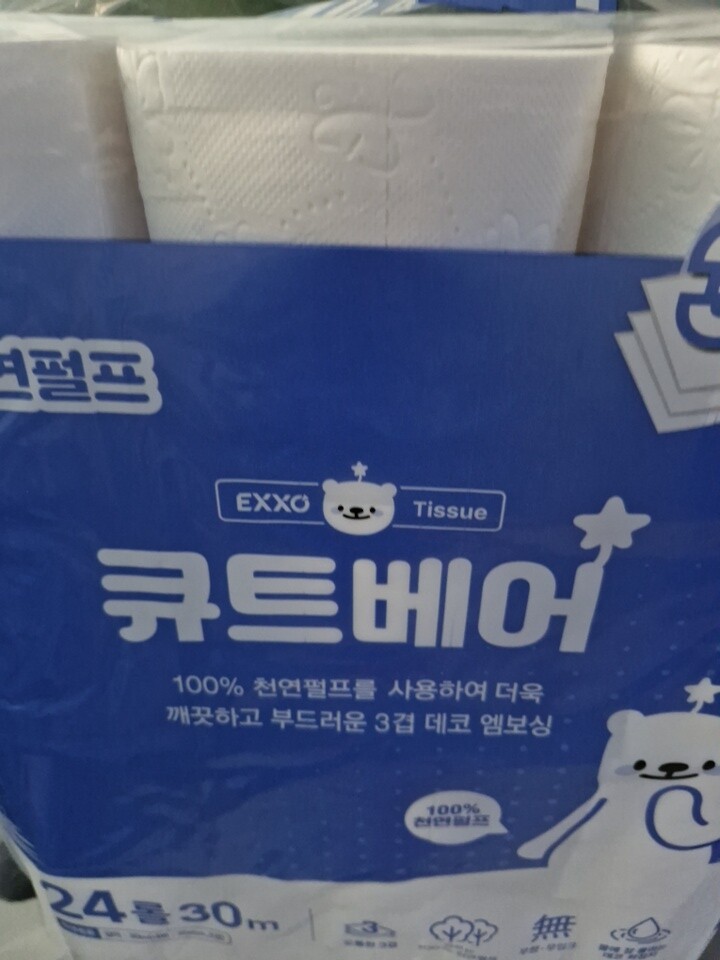 연펄프
3
EXXO Tissue
큐트베어
100% 천연펄프를 사용하여 더욱
깨끗하고 부드러운 3겹 데코 엠보싱
100%
천연펄프
24롤 30m
3
無